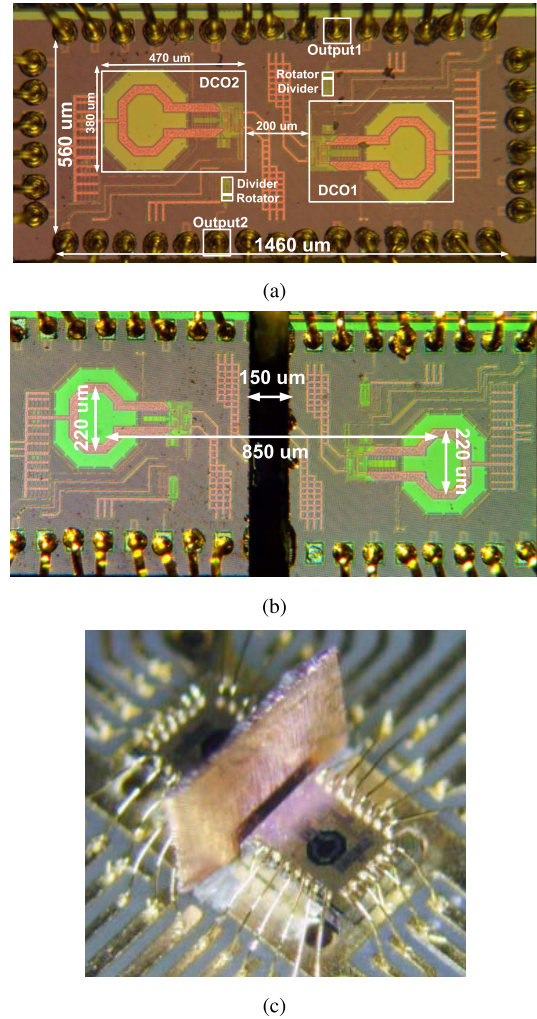 Output1
470 um
DCO2
Rotator
Divider
380 um
560 um
200 um
DCO1
Divider
Rotator
Output2
1460 um
(a)
150 um
220 um
850 um
220 um
(b)
(c)